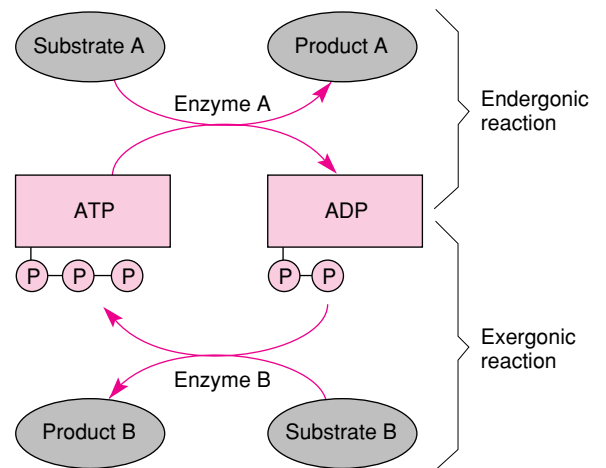 Substrate A
Product A
Enzyme A
Endergonic
reaction
ATP
ADP
P P P
P P
Exergonic
reaction
Enzyme B
Product B
Substrate B